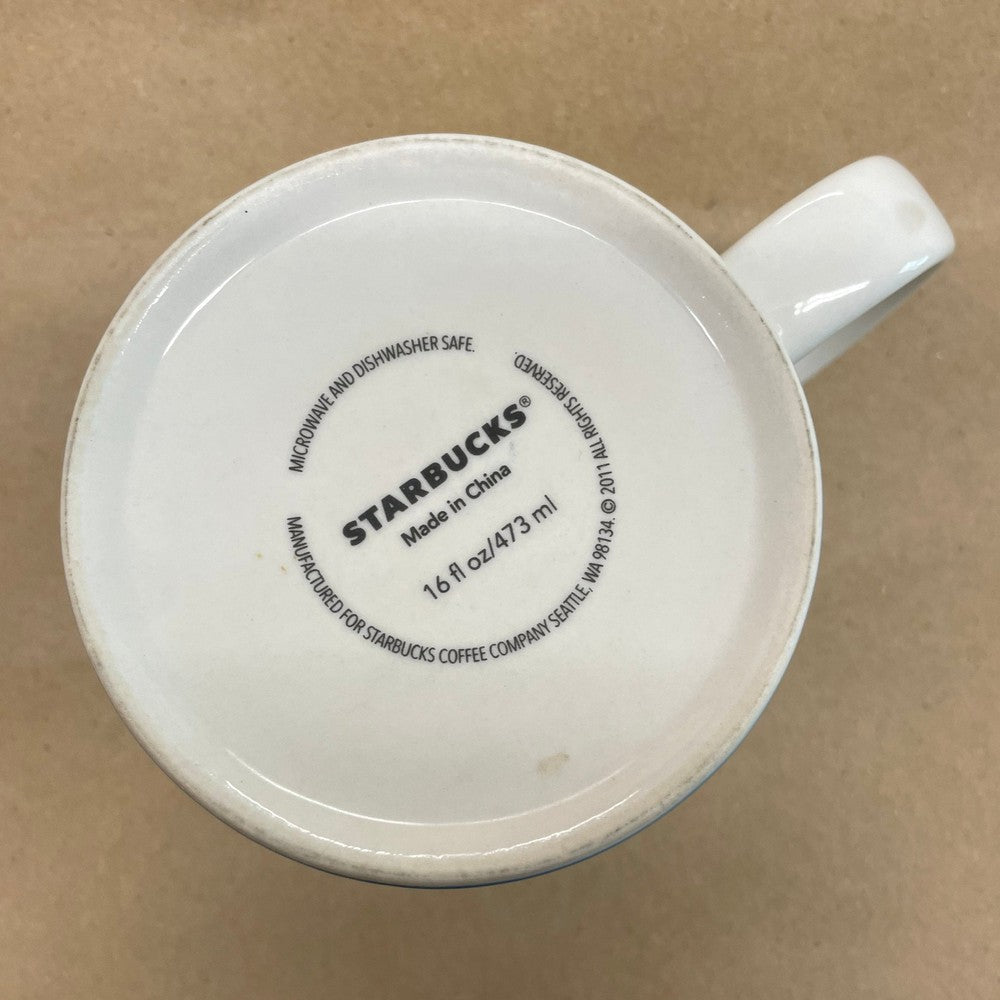 MICROWAVE AND DISHWASHER SAFE.
STARBUCKS®
Made in China
16 fl oz/473 ml
MANUFACTURED FOR STARBUCKS COFFEE COMPANY SEATTLE, WA 98134. © 2011 ALL RIGHTS RESERVED.